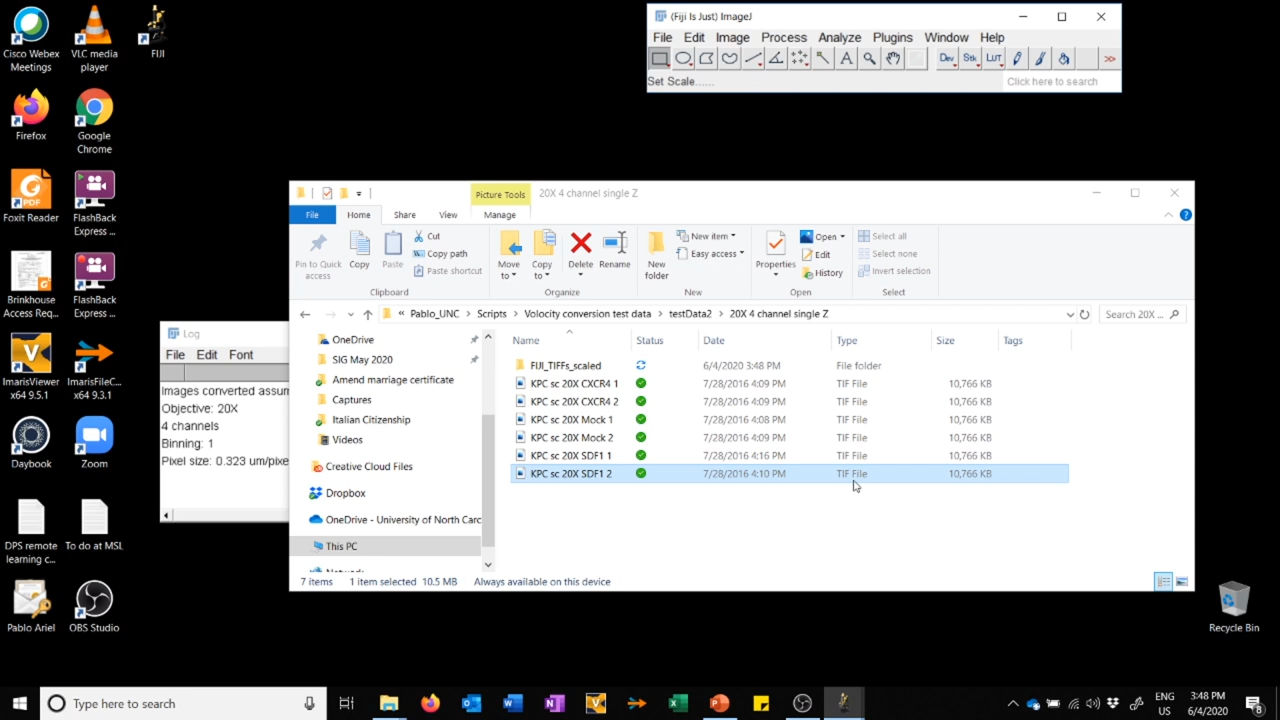 Cisco Webex
Meetings
VLC media
player
FIJI
Firefox
Google
Chrome
Foxit Reader
FlashBack
Express ...
Brinkhouse
Access Req...
FlashBack
Express ...
ImarisViewer
x64 9.5.1
ImarisFileC...
x64 9.3.1
Daybook
Zoom
DPS remote
learning c...
To do at MSL
Pablo Ariel
OBS Studio
Recycle Bin
(Fiji Is Just) ImageJ
File Edit Image Process Analyze Plugins Window Help
Dev Stk LUT >>
Set Scale......
Click here to search
Log
File Edit Font
Images converted assum
Objective: 20X
4 channels
Binning: 1
Pixel size: 0.323 um/pixe
Picture Tools
20X 4 channel single Z
File Home Share View Manage
Pin to Quick
access
Copy
Paste
Cut
Copy path
Paste shortcut
Clipboard
Move
to
Copy
to
Delete
Rename
Organize
New
folder
New item
Easy access
New
Properties
Open
Edit
History
Open
Select all
Select none
Invert selection
Select
« Pablo_UNC > Scripts > Volocity conversion test data > testData2 > 20X 4 channel single Z
Search 20X ...
OneDrive
SIG May 2020
Amend marriage certificate
Captures
Italian Citizenship
Videos
Creative Cloud Files
Dropbox
OneDrive - University of North Carc
This PC
Name Status Date Type Size Tags
FIJI_TIFFs_scaled 6/4/2020 3:48 PM File folder
KPC sc 20X CXCR4 1 7/28/2016 4:09 PM TIF File 10,766 KB
KPC sc 20X CXCR4 2 7/28/2016 4:09 PM TIF File 10,766 KB
KPC sc 20X Mock 1 7/28/2016 4:08 PM TIF File 10,766 KB
KPC sc 20X Mock 2 7/28/2016 4:09 PM TIF File 10,766 KB
KPC sc 20X SDF1 1 7/28/2016 4:16 PM TIF File 10,766 KB
KPC sc 20X SDF1 2 7/28/2016 4:10 PM TIF File 10,766 KB
7 items 1 item selected 10.5 MB Always available on this device
Type here to search
ENG
US
3:48 PM
6/4/2020
8